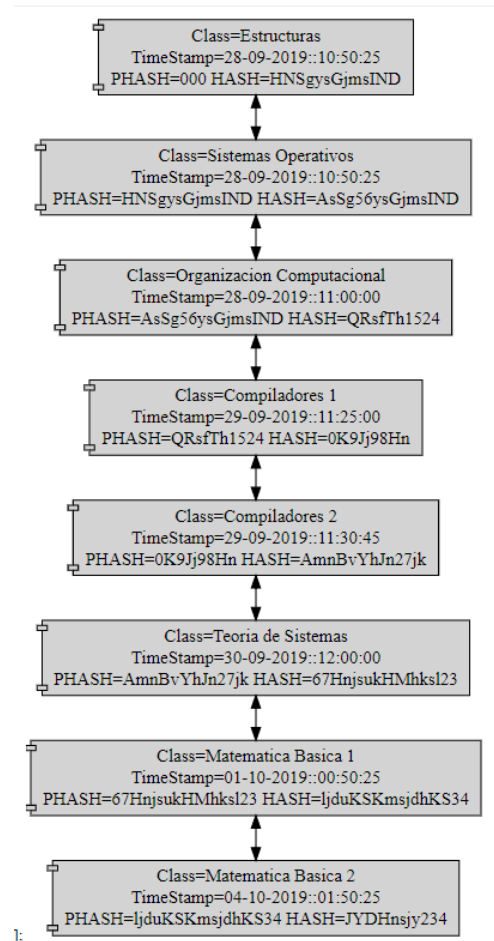 Class=Estructuras
TimeStamp=28-09-2019::10:50:25
PHASH=000 HASH=HNSgysGjmsIND
Class=Sistemas Operativos
TimeStamp=28-09-2019::10:50:25
PHASH=HNSgysGjmsIND HASH=AsSg56ysGjmsIND
Class=Organizacion Computacional
TimeStamp=28-09-2019::11:00:00
PHASH=AsSg56ysGjmsIND HASH=QRsfTh1524
Class=Compiladores 1
TimeStamp=29-09-2019::11:25:00
PHASH=QRsfTh1524 HASH=0K9Jj98Hn
Class=Compiladores 2
TimeStamp=29-09-2019::11:30:45
PHASH=0K9Jj98Hn HASH=AmnBvYhJn27jk
Class=Teoria de Sistemas
TimeStamp=30-09-2019::12:00:00
PHASH=AmnBvYhJn27jk HASH=67HnjsukHMhksl23
Class=Matematica Basica 1
TimeStamp=01-10-2019::00:50:25
PHASH=67HnjsukHMhksl23 HASH=ljduKSKmsjdhKS34
Class=Matematica Basica 2
TimeStamp=04-10-2019::01:50:25
PHASH=ljduKSKmsjdhKS34 HASH=JYDHnsjy234
1: